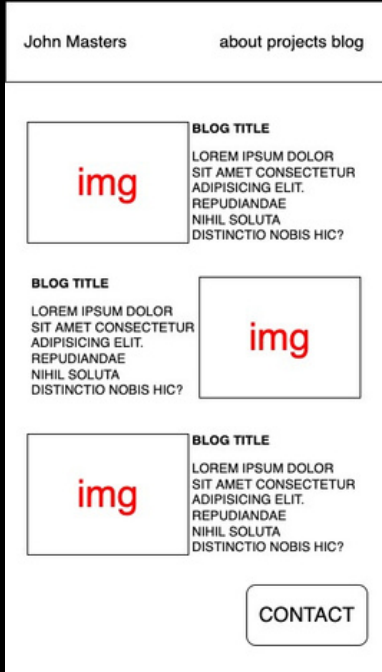 John Masters about projects blog
img
BLOG TITLE
LOREM IPSUM DOLOR
SIT AMET CONSECTETUR
ADIPISICING ELIT.
REPUDIANDAE
NIHIL SOLUTA
DISTINCTIO NOBIS HIC?
BLOG TITLE
LOREM IPSUM DOLOR
SIT AMET CONSECTETUR
ADIPISICING ELIT.
REPUDIANDAE
NIHIL SOLUTA
DISTINCTIO NOBIS HIC?
img
img
BLOG TITLE
LOREM IPSUM DOLOR
SIT AMET CONSECTETUR
ADIPISICING ELIT.
REPUDIANDAE
NIHIL SOLUTA
DISTINCTIO NOBIS HIC?
CONTACT